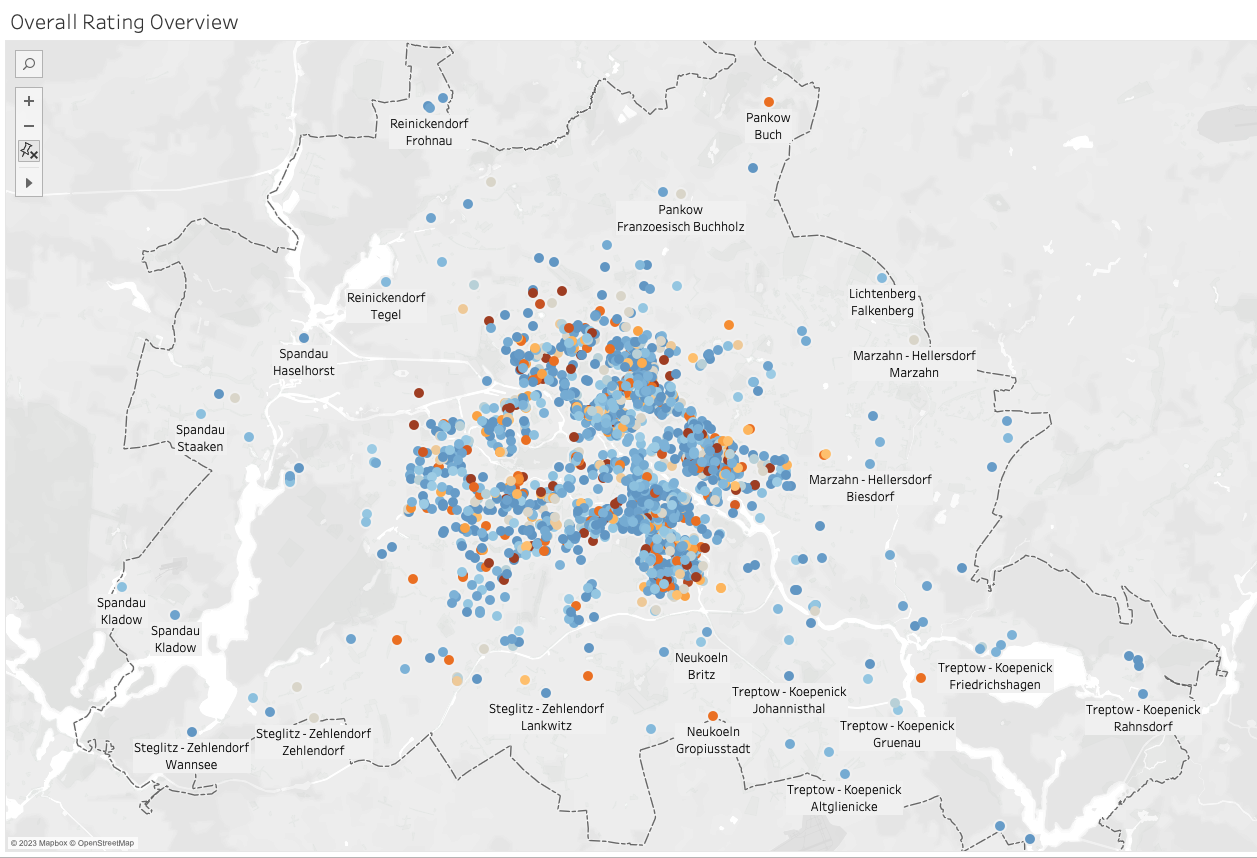 Overall Rating Overview
Reinickendorf
Frohnau
Pankow
Buch
Pankow
Franzoesisch Buchholz
Reinickendorf
Tegel
Lichtenberg
Falkenberg
Spandau
Haselhorst
Marzahn - Hellersdorf
Marzahn
Spandau
Staaken
Marzahn - Hellersdorf
Biesdorf
Spandau
Kladow
Spandau
Kladow
Neukoeln
Britz
Treptow - Koepenick
Friedrichshagen
Treptow - Koepenick
Johannisthal
Steglitz - Zehlendorf
Lankwitz
Treptow - Koepenick
Rahnsdorf
Treptow - Koepenick
Gruenau
Neukoeln
Gropiusstadt
Steglitz - Zehlendorf
Zehlendorf
Steglitz - Zehlendorf
Wannsee
Treptow - Koepenick
Altglienicke
© 2023 Mapbox © OpenStreetMap